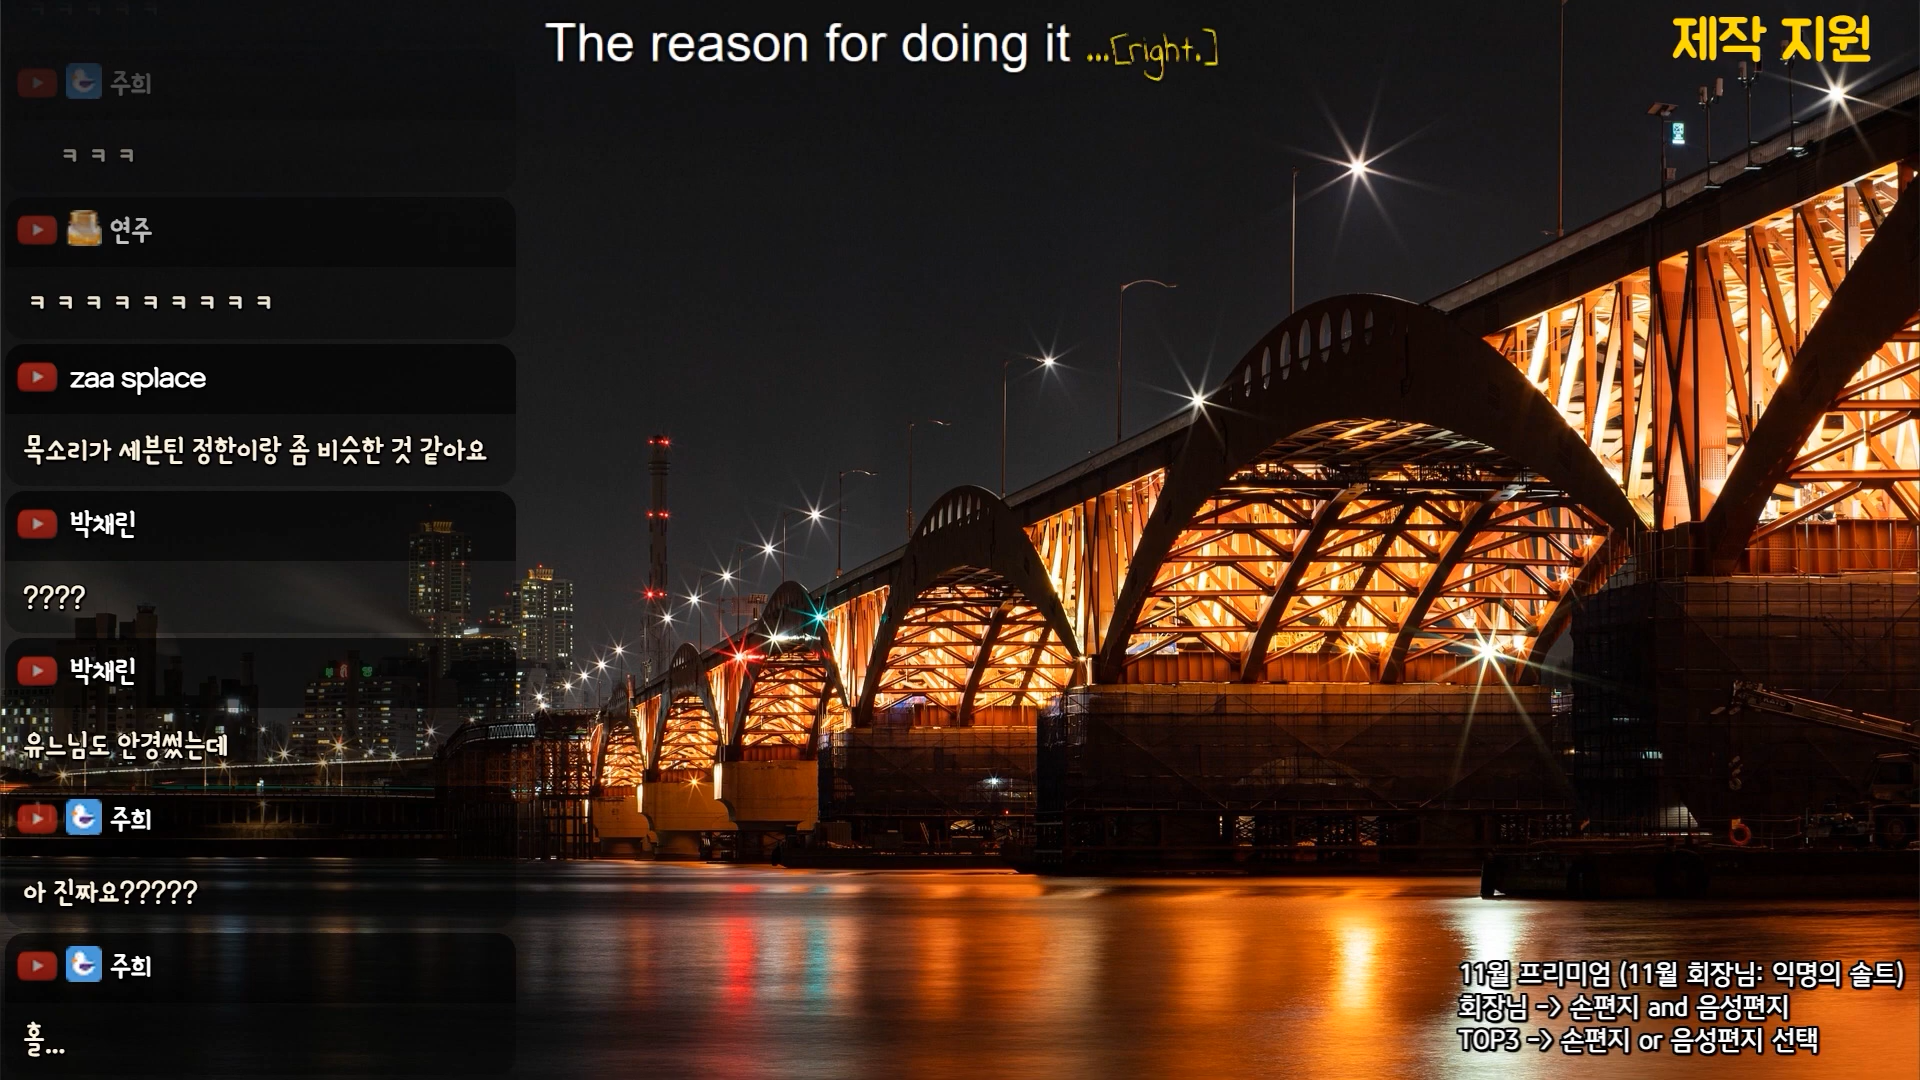 The reason for doing it ...[right.]
제작 지원
주희
ㅋㅋㅋ
연주
ㅋㅋㅋㅋㅋㅋㅋㅋㅋ
zaa splace
목소리가 세븐틴 정한이랑 좀 비슷한 것 같아요
박채린
????
박채린
유느님도 안경썼는데
주희
아 진짜요?????
주희
홀...
11월 프리미엄 (11월 회장님: 익명의 솔트)
회장님 -> 손편지 and 음성편지
TOP3 -> 손편지 or 음성편지 선택